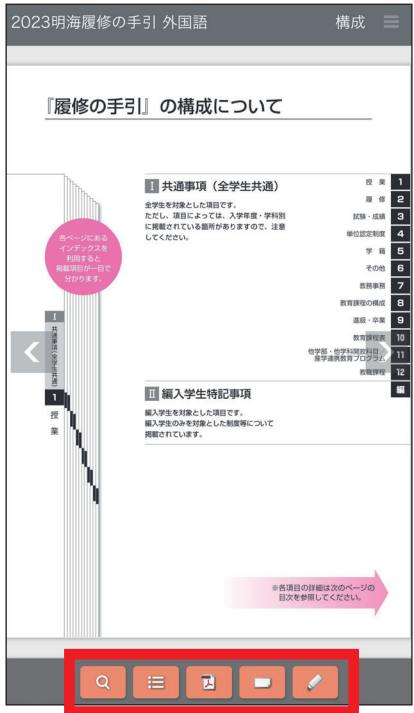 2023明海履修の手引 外国語
構成
『履修の手引』の構成について
各ページにある
インデックスを
利用すると
掲載項目が一目で
分かります。
I
共通事項(全学生共通)
1
授業
I 共通事項（全学生共通）
全学生を対象とした項目です。
ただし、項目によっては、入学年度・学科別
に掲載されている箇所がありますので、注意
してください。
授 業 1
履 修 2
試験・成績 3
単位認定制度 4
学 籍 5
その他 6
教務事務 7
教育課程の構成 8
進級・卒業 9
教育課程表 10
他学部・他学科開放科目/
産学連携教育プログラム 11
教職課程 12
編
II 編入学生特記事項
編入学生を対象とした項目です。
編入学生のみを対象とした制度等について
掲載されています。
※各項目の詳細は次のページの
目次を参照してください。